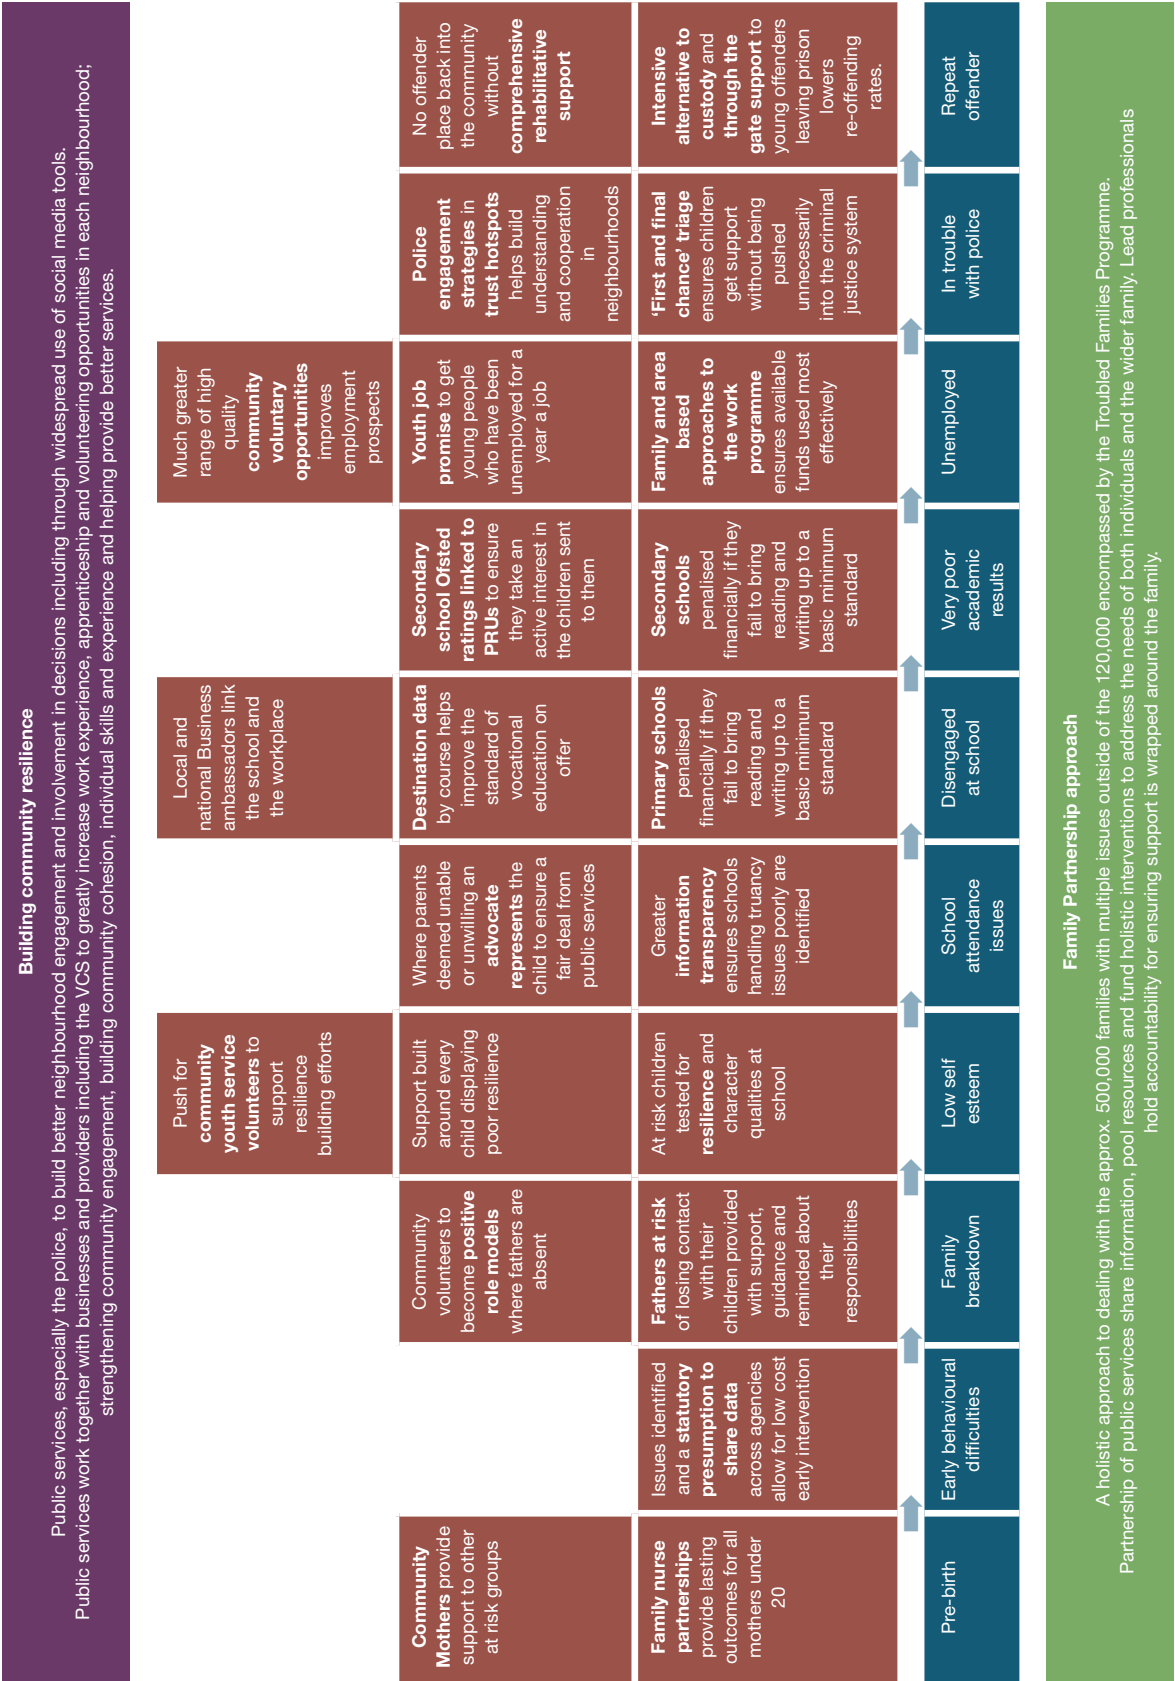 Building community resilience
Public services, especially the police, to build better neighbourhood engagement and involvement in decisions including through widespread use of social media tools.
Public services work together with businesses and providers including the VCS to greatly increase work experience, apprenticeship and volunteering opportunities in each neighbourhood;
strengthening community engagement, building community cohesion, individual skills and experience and helping provide better services.
Push for
community
youth service
volunteers to
support
resilience
building efforts
Local and
national Business
ambassadors link
the school and
the workplace
Much greater
range of high
quality
community
voluntary
opportunities
improves
employment
prospects
Community
Mothers provide
support to other
at risk groups
Community
volunteers to
become positive
role models
where fathers are
absent
Support built
around every
child displaying
poor resilience
Where parents
deemed unable
or unwilling an
advocate
represents the
child to ensure a
fair deal from
public services
Destination data
by course helps
improve the
standard of
vocational
education on
offer
Secondary
school Ofsted
ratings linked to
PRUs to ensure
they take an
active interest in
the children sent
to them
Youth job
promise to get
young people
who have been
unemployed for a
year a job
Police
engagement
strategies in
trust hotspots
helps build
understanding
and cooperation
in
neighbourhoods
No offender
place back into
the community
without
comprehensive
rehabilitative
support
Family nurse
partnerships
provide lasting
outcomes for all
mothers under
20
Issues identified
and a statutory
presumption to
share data
across agencies
allow for low cost
early intervention
Fathers at risk
of losing contact
with their
children provided
with support,
guidance and
reminded about
their
responsibilities
At risk children
tested for
resilience and
character
qualities at
school
Greater
information
transparency
ensures schools
handling truancy
issues poorly are
identified
Primary schools
penalised
financially if they
fail to bring
reading and
writing up to a
basic minimum
standard
Secondary
schools
penalised
financially if they
fail to bring
reading and
writing up to a
basic minimum
standard
Family and area
based
approaches to
the work
programme
ensures available
funds used most
effectively
‘First and final
chance’ triage
ensures children
get support
without being
pushed
unnecessarily
into the criminal
justice system
Intensive
alternative to
custody and
through the
gate support to
young offenders
leaving prison
lowers
re-offending
rates.
Pre-birth
Early behavioural
difficulties
Family
breakdown
Low self
esteem
School
attendance
issues
Disengaged
at school
Very poor
academic
results
Unemployed
In trouble
with police
Repeat
offender
Family Partnership approach
A holistic approach to dealing with the approx. 500,000 families with multiple issues outside of the 120,000 encompassed by the Troubled Families Programme.
Partnership of public services share information, pool resources and fund holistic interventions to address the needs of both individuals and the wider family. Lead professionals
hold accountability for ensuring support is wrapped around the family.